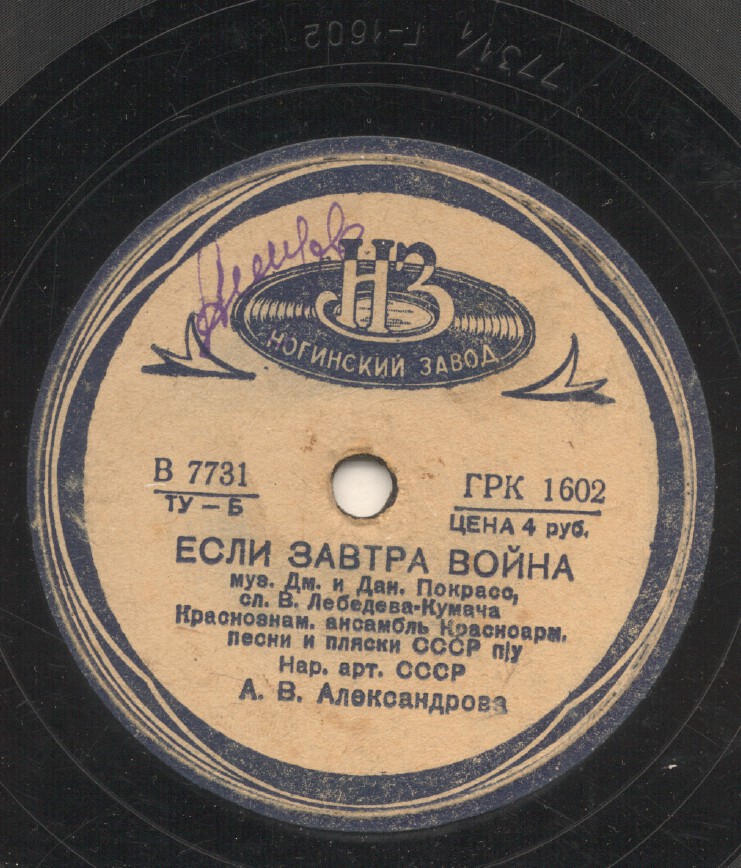 Г-1602
7731/1
НЗ
НОГИНСКИЙ ЗАВОД
В 7731
ТУ – Б
ГРК 1602
ЦЕНА 4 руб.
ЕСЛИ ЗАВТРА ВОЙНА
муз. Дм. и Дан. Покрасс,
сл. В. Лебедева-Кумача
Краснознам. ансамбль Красноарм.
песни и пляски СССР п/у
Нар. арт. СССР
А. В. Александрова